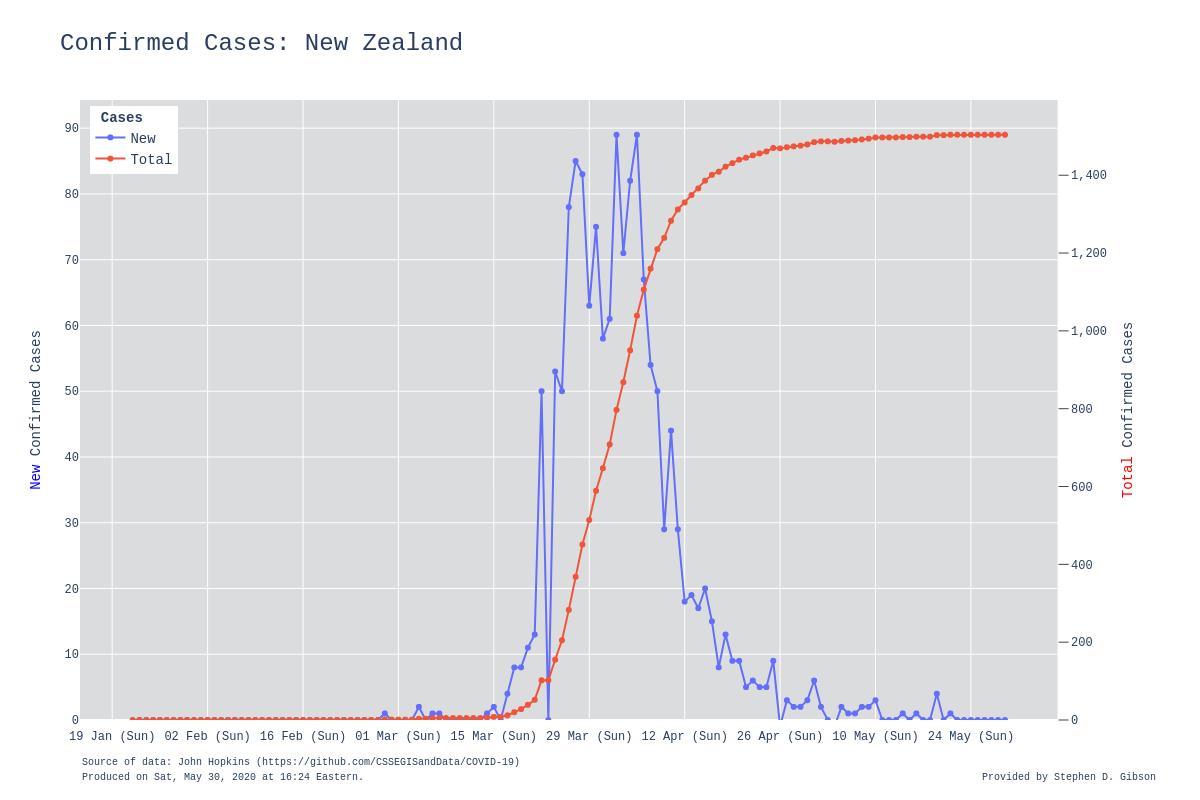 Confirmed Cases: New Zealand
Cases
New
Total
90
80
70
60
50
40
30
20
10
0
New Confirmed Cases
1,400
1,200
1,000
800
600
400
200
0
Total Confirmed Cases
19 Jan (Sun) 02 Feb (Sun) 16 Feb (Sun) 01 Mar (Sun) 15 Mar (Sun) 29 Mar (Sun) 12 Apr (Sun) 26 Apr (Sun) 10 May (Sun) 24 May (Sun)
Source of data: John Hopkins (https://github.com/CSSEGISandData/COVID-19)
Produced on Sat, May 30, 2020 at 16:24 Eastern.
Provided by Stephen D. Gibson